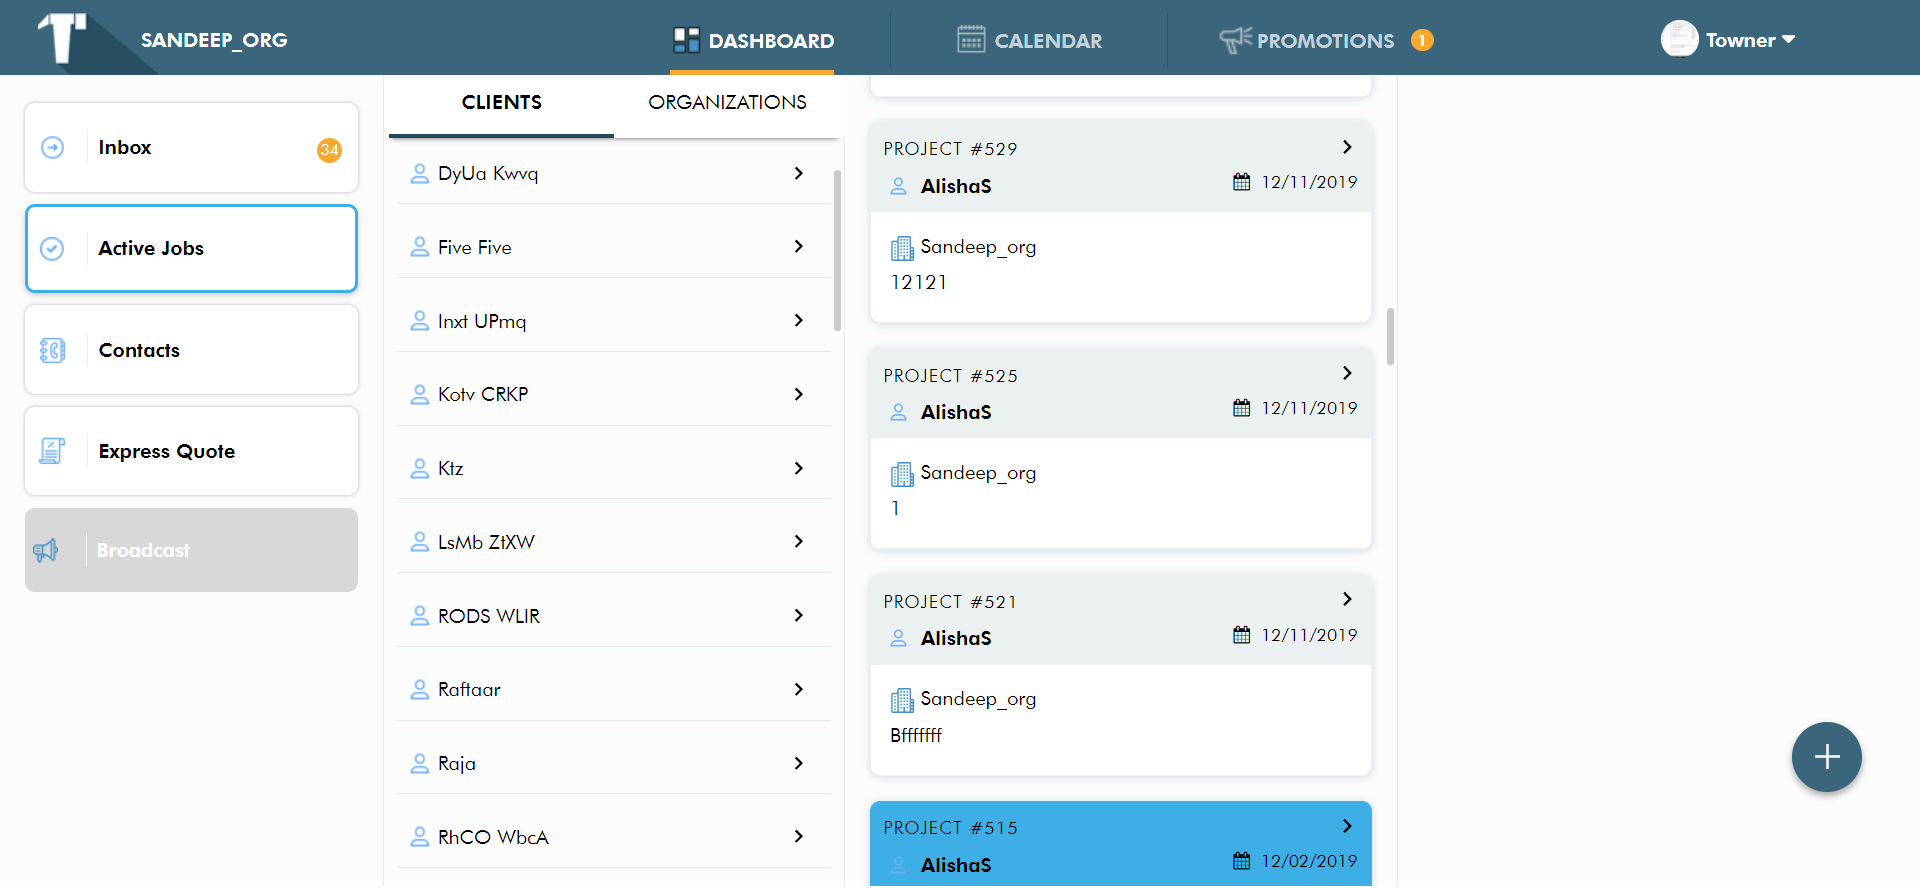 SANDEEP_ORG
DASHBOARD
CALENDAR
PROMOTIONS 1
Towner
Inbox 34
Active Jobs
Contacts
Express Quote
Broadcast
CLIENTS
ORGANIZATIONS
DyUa Kwvq
Five Five
Inxt UPmq
Kotv CRKP
Ktz
LsMb ZtXW
RODS WLIR
Raftaar
Raja
RhCO WbcA
PROJECT #529
AlishaS 12/11/2019
Sandeep_org
12121
PROJECT #525
AlishaS 12/11/2019
Sandeep_org
1
PROJECT #521
AlishaS 12/11/2019
Sandeep_org
Bfffffff
PROJECT #515
AlishaS 12/02/2019